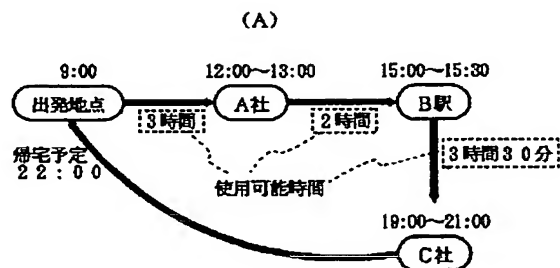 (A)
9:00
12:00～13:00
15:00～15:30
出発地点
A社
B駅
3時間
2時間
3時間30分
帰宅予定
22:00
使用可能時間
19:00～21:00
C社